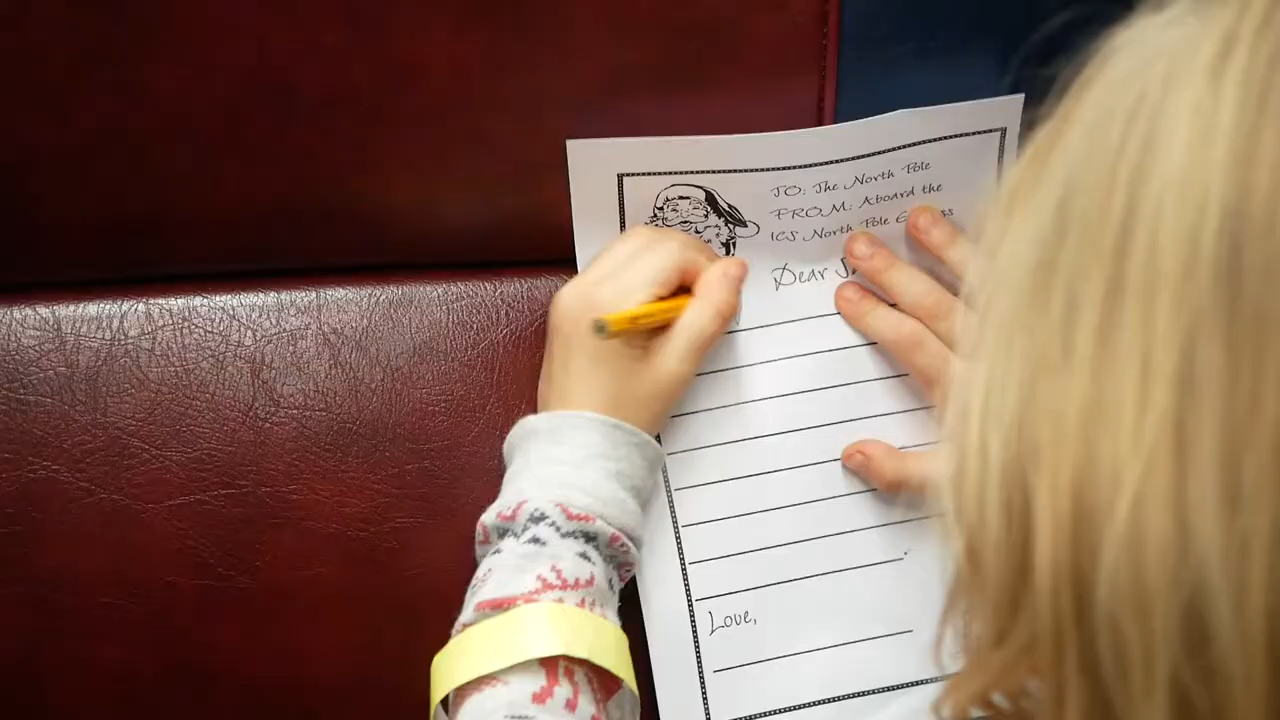 TO: The North Pole
FROM: Aboard the
ICS North Pole
Dear
Love,